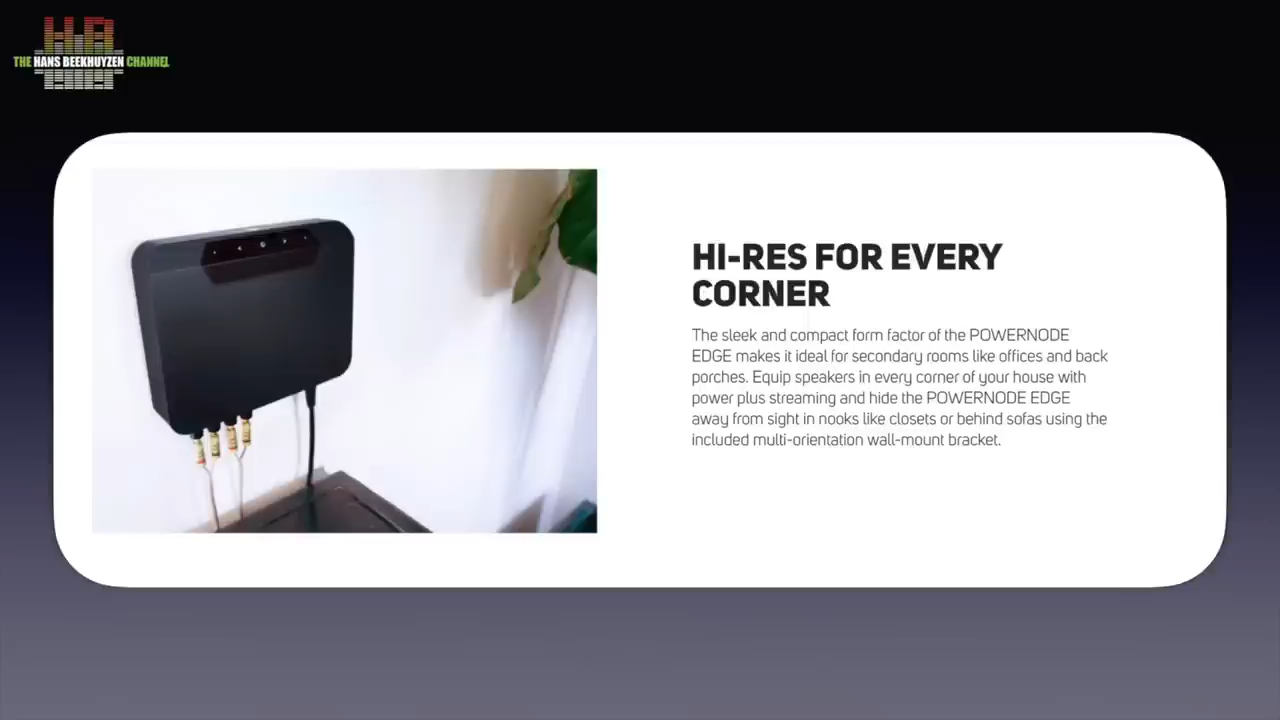 THE HANS BEEKHUYZEN CHANNEL
HI-RES FOR EVERY
CORNER
The sleek and compact form factor of the POWERNODE
EDGE makes it ideal for secondary rooms like offices and back
porches. Equip speakers in every corner of your house with
power plus streaming and hide the POWERNODE EDGE
away from sight in nooks like closets or behind sofas using the
included multi-orientation wall-mount bracket.